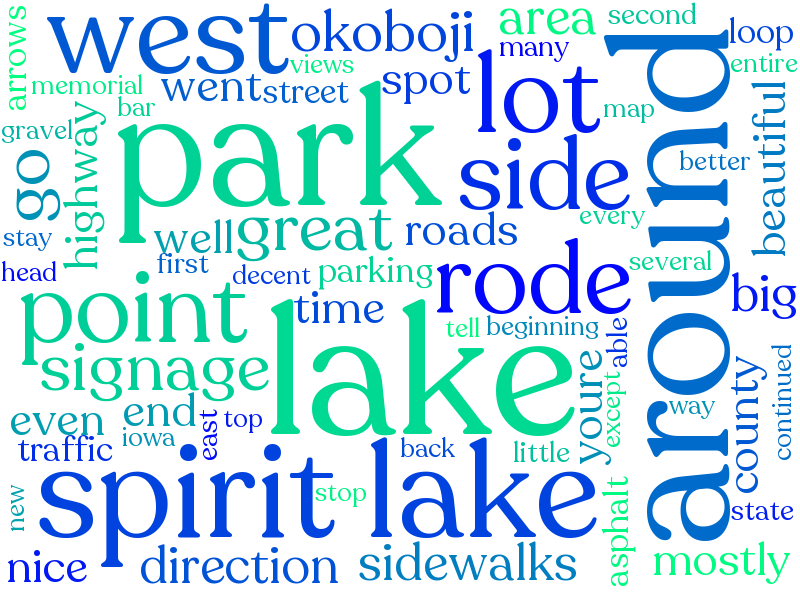 arrows
west
okoboji
area
second
many
loop
views
entire
memorial
went
street
spot
bar
map
lot
gravel
highway
park
side
around
better
beautiful
go
every
stay
well
great
roads
first
several
head
decent
parking
rode
big
point
time
tell
beginning
able
signage
lake
youre
except
way
county
continued
even
end
top
east
iowa
traffic
back
little
spirit lake
stop
new
asphalt
state
nice
direction
sidewalks
mostly